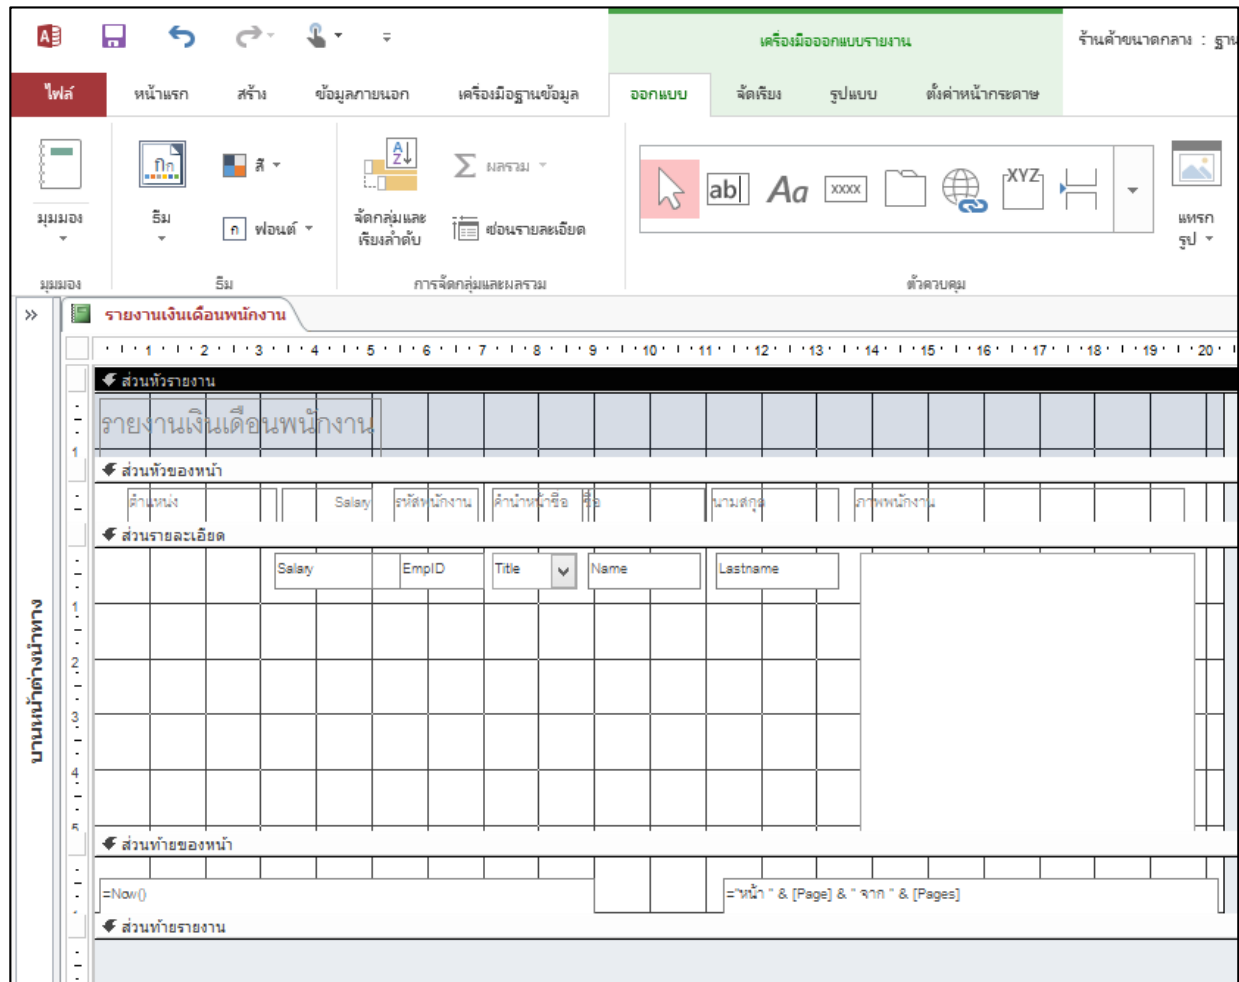 เครื่องมือออกแบบรายงาน
ร้านค้าขนาดกลาง : ฐาน
ไฟล์ หน้าแรก สร้าง ข้อมูลภายนอก เครื่องมือฐานข้อมูล ออกแบบ จัดเรียง รูปแบบ ตั้งค่าหน้ากระดาษ
มุมมอง
กิก
ธีม
สี
ก ฟอนต์
A Z
จัดกลุ่มและ
เรียงลำดับ
ผลรวม
ซ่อนรายละเอียด
ab Aa xxxx XYZ
แทรก
รูป
มุมมอง ธีม การจัดกลุ่มและผลรวม ตัวควบคุม
บานหน้าต่างนำทาง
รายงานเงินเดือนพนักงาน
1 2 3 4 5 6 7 8 9 10 11 12 13 14 15 16 17 18 19 20
ส่วนหัวรายงาน
รายงานเงินเดือนพนักงาน
1
ส่วนหัวของหน้า
ตำแหน่ง Salary รหัสพนักงาน คำนำหน้าชื่อ ชื่อ นามสกุล ภาพพนักงาน
ส่วนรายละเอียด
Salary EmpID Title Name Lastname
1
2
3
4
5
ส่วนท้ายของหน้า
=Now() ="หน้า " & [Page] & " จาก " & [Pages]
ส่วนท้ายรายงาน